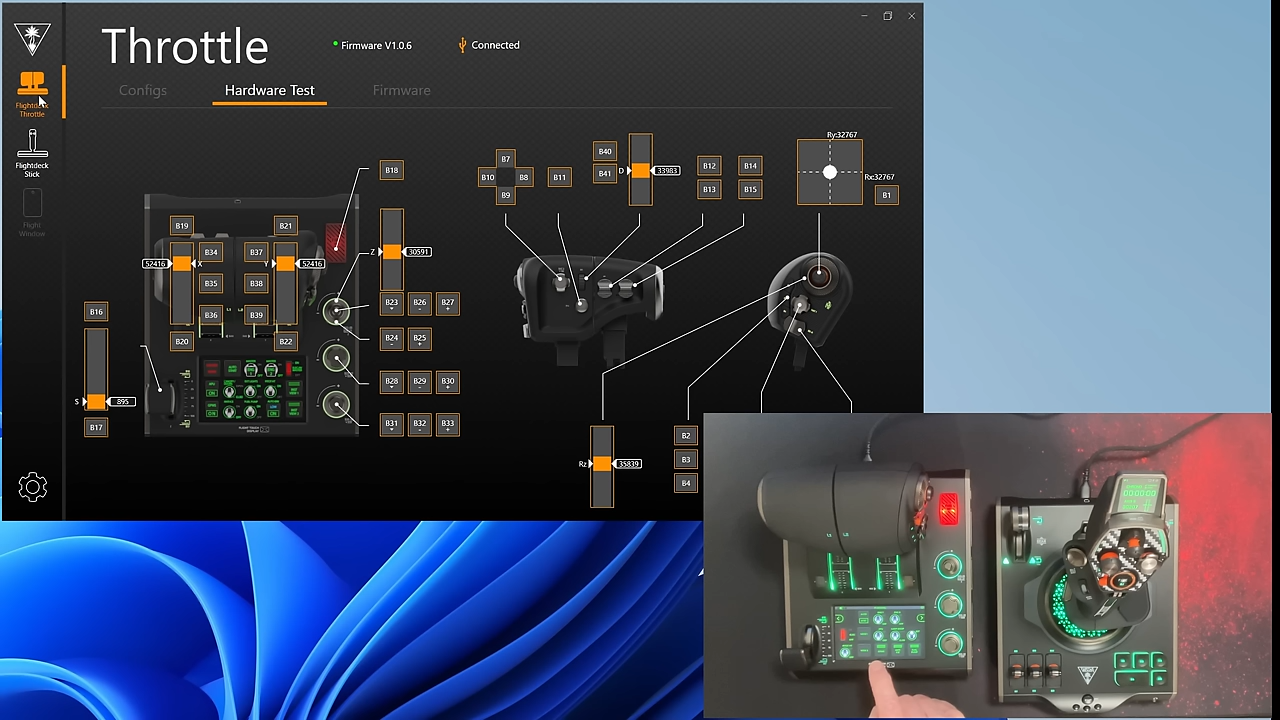 Throttle
Firmware V1.0.6
Connected
Configs
Hardware Test
Firmware
Flightdeck
Throttle
Flightdeck
Stick
Flight
Window
B18
B19
B21
B34
B37
52416
X
Y
52416
B35
B38
B36
B39
B20
B22
B16
S
895
B17
Z
30591
B23
B26
B27
B24
B25
B28
B29
B30
B31
B32
B33
B7
B10
B8
B9
B11
B40
B41
D
33983
B12
B14
B13
B15
Ry:32767
Rx:32767
B1
Rz
35839
B2
B3
B4